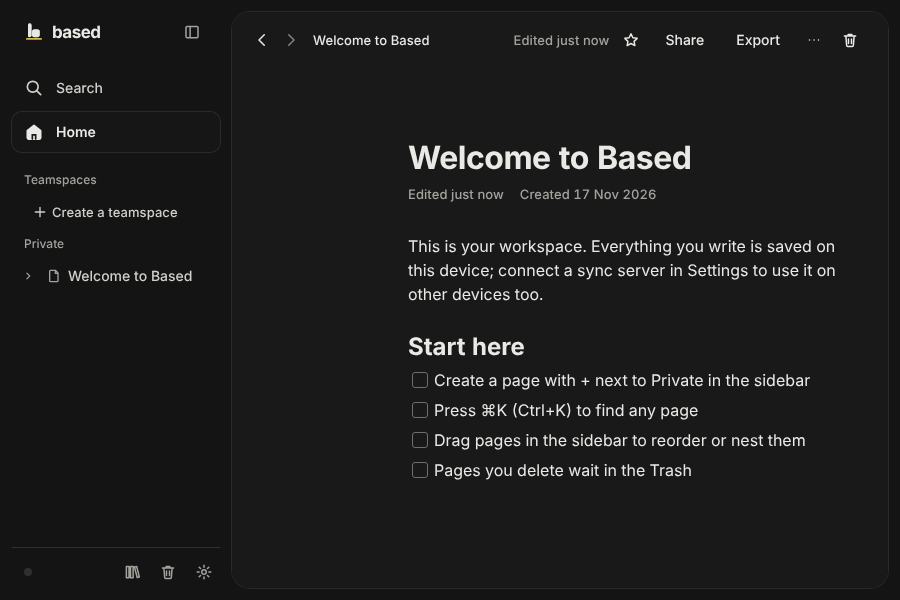 based
Search
Home
Teamspaces
+ Create a teamspace
Private
Welcome to Based
Welcome to Based
Edited just now
Share
Export
Welcome to Based
Edited just now Created 17 Nov 2026
This is your workspace. Everything you write is saved on
this device; connect a sync server in Settings to use it on
other devices too.
Start here
Create a page with + next to Private in the sidebar
Press ⌘K (Ctrl+K) to find any page
Drag pages in the sidebar to reorder or nest them
Pages you delete wait in the Trash